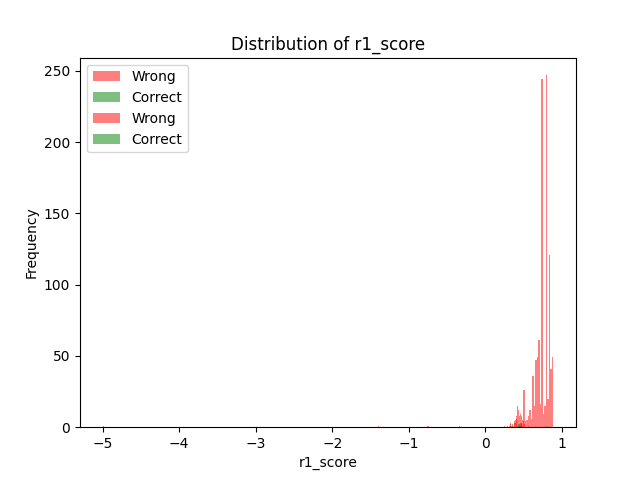 Distribution of r1_score
Wrong
Correct
Wrong
Correct
250
200
150
100
50
0
Frequency
−5
−4
−3
−2
−1
0
1
r1_score